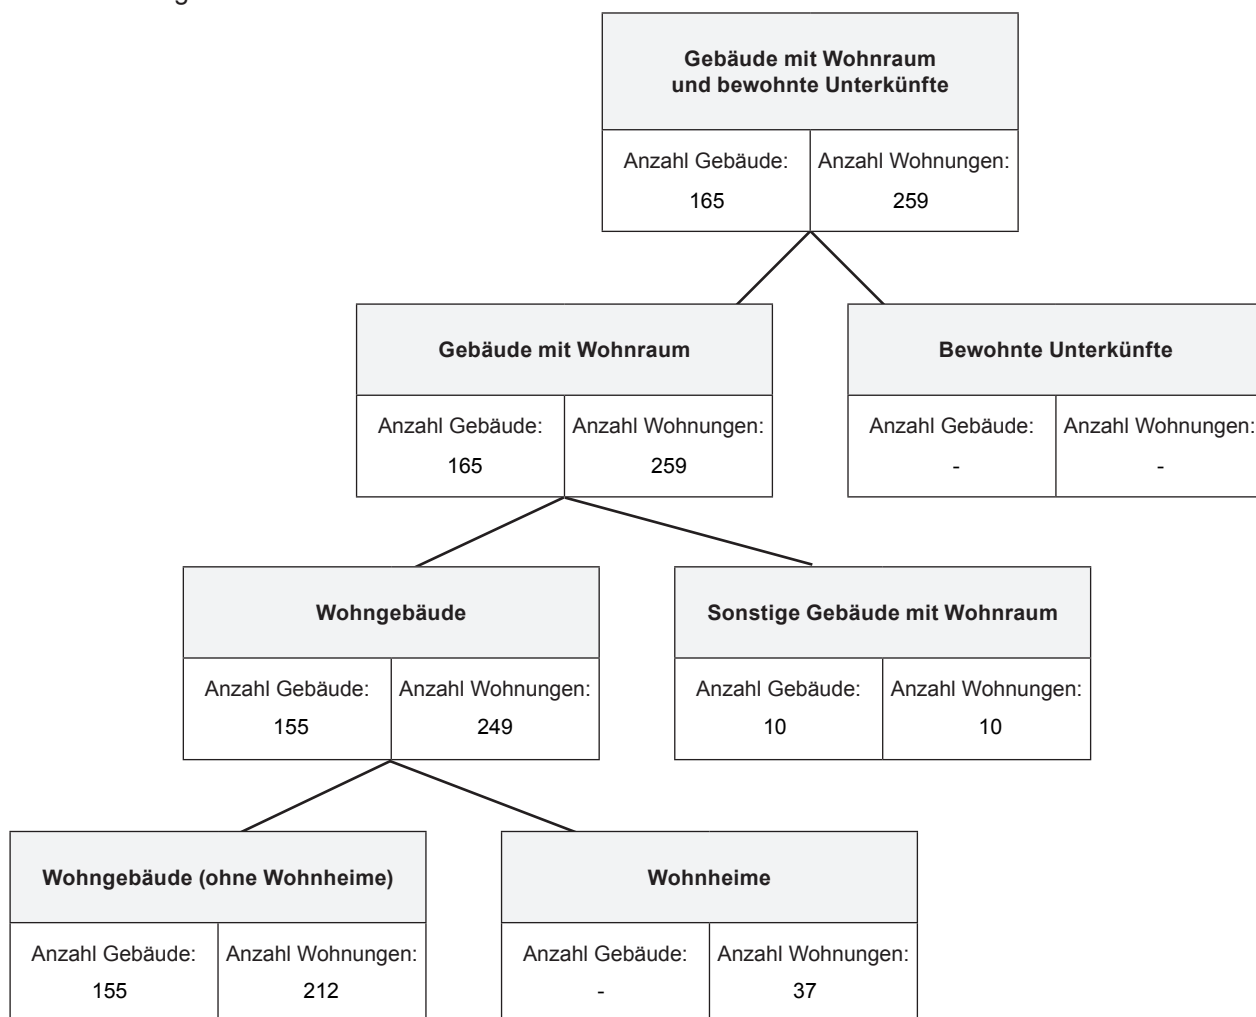 Gebäude mit Wohnraum
und bewohnte Unterkünfte
Anzahl Gebäude: Anzahl Wohnungen:
165 259
Gebäude mit Wohnraum
Bewohnte Unterkünfte
Anzahl Gebäude: Anzahl Wohnungen:
165 259
Anzahl Gebäude: Anzahl Wohnungen:
- -
Wohngebäude
Sonstige Gebäude mit Wohnraum
Anzahl Gebäude: Anzahl Wohnungen:
155 249
Anzahl Gebäude: Anzahl Wohnungen:
10 10
Wohngebäude (ohne Wohnheime)
Wohnheime
Anzahl Gebäude: Anzahl Wohnungen:
155 212
Anzahl Gebäude: Anzahl Wohnungen:
- 37